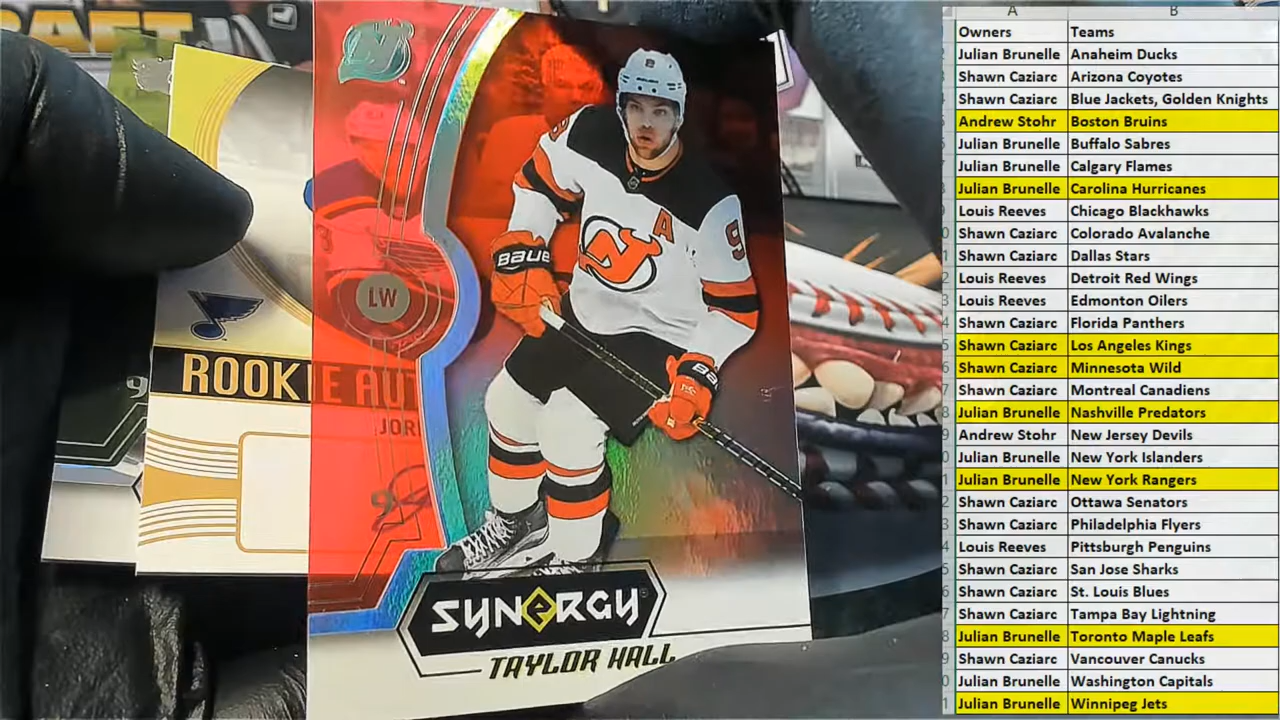 RAFT
LW
A
9
BAUER
ROOKIE AUT
JOR
9
SYNERGY
TAYLOR HALL
A B
Owners Teams
Julian Brunelle Anaheim Ducks
Shawn Caziarc Arizona Coyotes
Shawn Caziarc Blue Jackets, Golden Knights
Andrew Stohr Boston Bruins
Julian Brunelle Buffalo Sabres
Julian Brunelle Calgary Flames
Julian Brunelle Carolina Hurricanes
Louis Reeves Chicago Blackhawks
Shawn Caziarc Colorado Avalanche
Shawn Caziarc Dallas Stars
Louis Reeves Detroit Red Wings
Louis Reeves Edmonton Oilers
Shawn Caziarc Florida Panthers
Shawn Caziarc Los Angeles Kings
Shawn Caziarc Minnesota Wild
Shawn Caziarc Montreal Canadiens
Julian Brunelle Nashville Predators
Andrew Stohr New Jersey Devils
Julian Brunelle New York Islanders
Julian Brunelle New York Rangers
Shawn Caziarc Ottawa Senators
Shawn Caziarc Philadelphia Flyers
Louis Reeves Pittsburgh Penguins
Shawn Caziarc San Jose Sharks
Shawn Caziarc St. Louis Blues
Shawn Caziarc Tampa Bay Lightning
Julian Brunelle Toronto Maple Leafs
Shawn Caziarc Vancouver Canucks
Julian Brunelle Washington Capitals
Julian Brunelle Winnipeg Jets